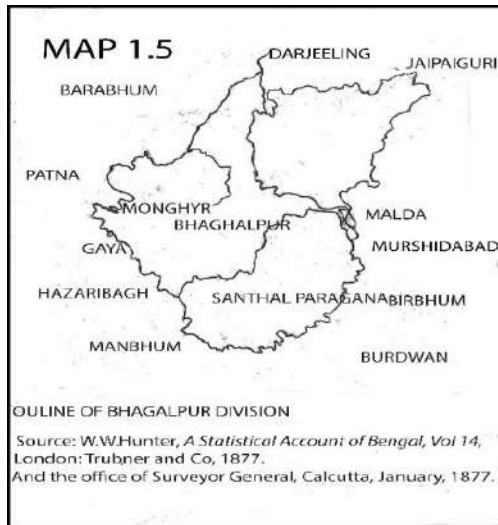 MAP 1.5
DARJEELING
JAIPAIGURI
BARABHUM
PATNA
MONGHYR
MALDA
BHAGHALPUR
MURSHIDABAD
GAYA
HAZARIBAGH
SANTHAL PARAGANA
BIRBHUM
MANBHUM
BURDWAN
OULINE OF BHAGALPUR DIVISION
Source: W.W.Hunter, A Statistical Account of Bengal, Vol 14,
London: Trubner and Co, 1877.
And the office of Surveyor General, Calcutta, January, 1877.